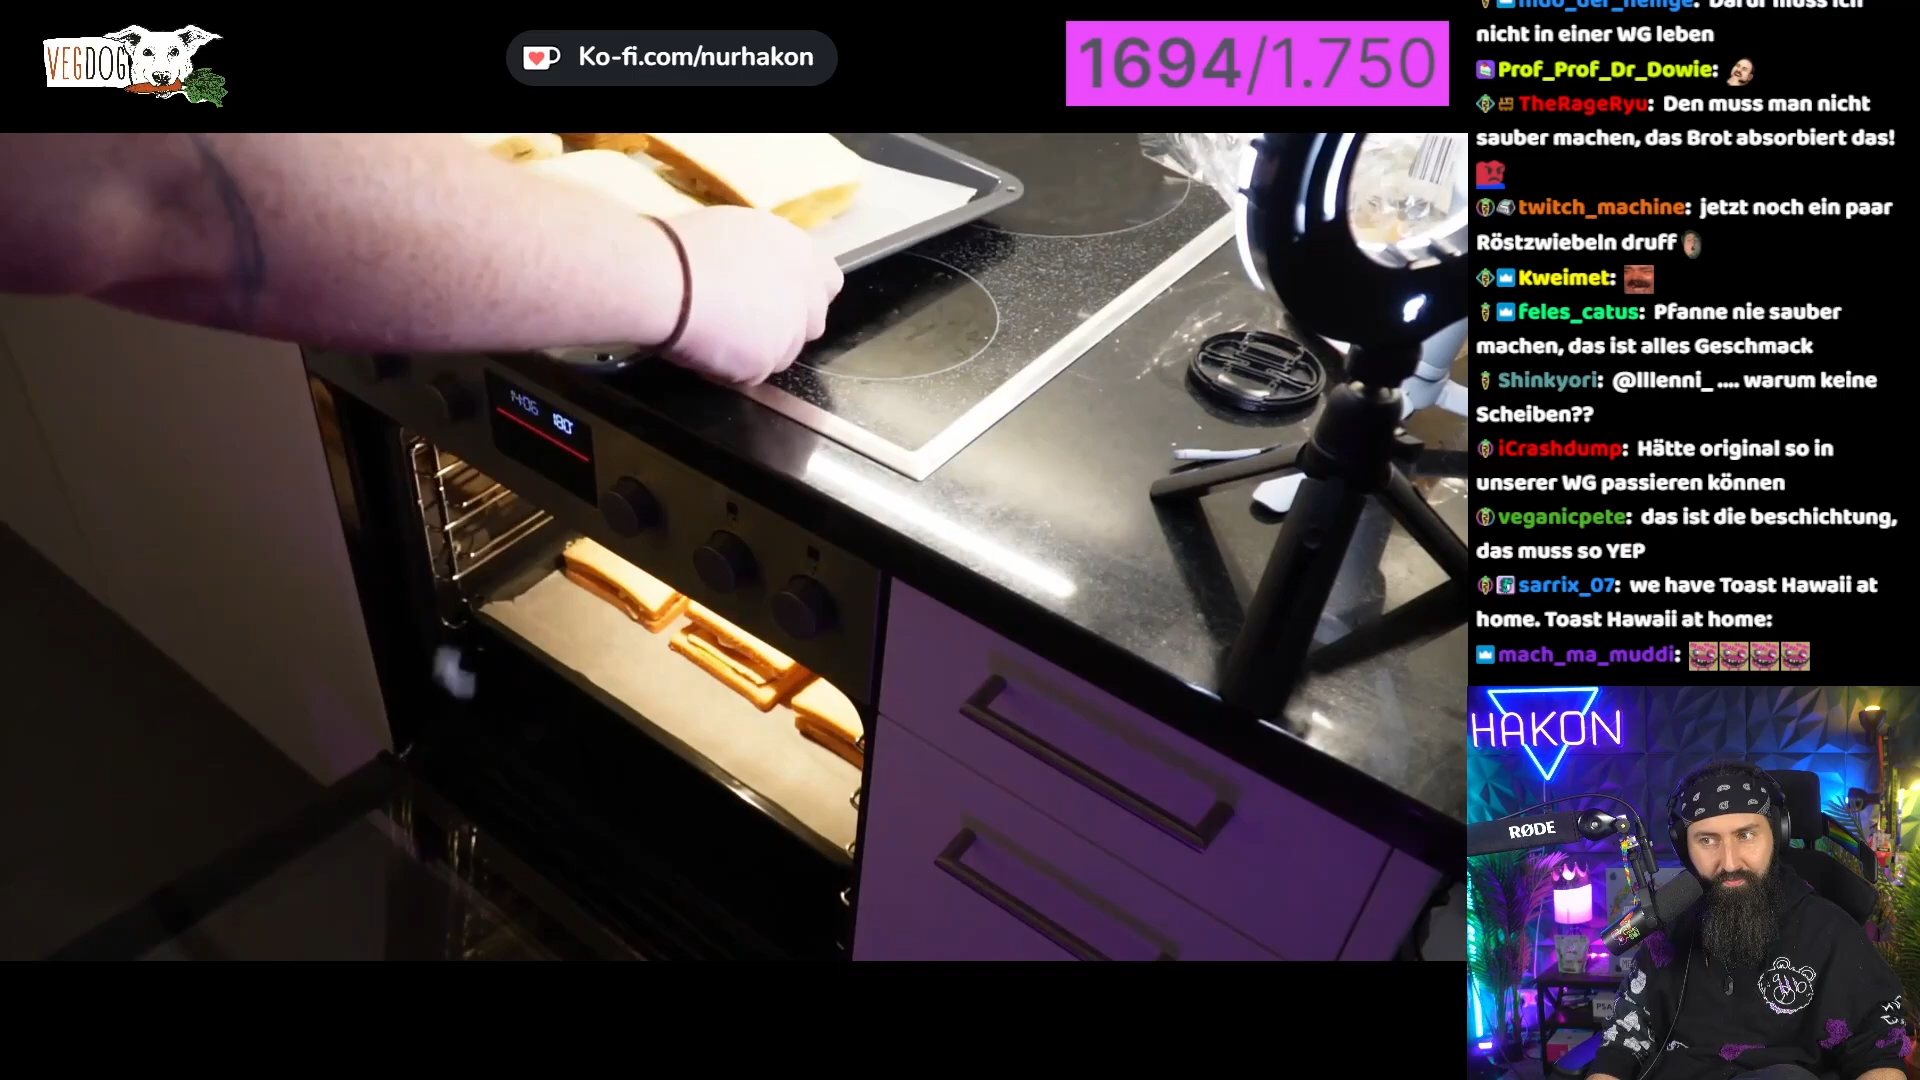 VEGDOG
Ko-fi.com/nurhakon
1694/1.750
nicht in einer WG leben
Prof_Prof_Dr_Dowie:
TheRageRyu: Den muss man nicht
sauber machen, das Brot absorbiert das!
twitch_machine: jetzt noch ein paar
Röstzwiebeln druff
Kweimet:
feles_catus: Pfanne nie sauber
machen, das ist alles Geschmack
Shinkyori: @lllenni_ .... warum keine
Scheiben??
iCrashdump: Hätte original so in
unserer WG passieren können
veganicpete: das ist die beschichtung,
das muss so YEP
sarrix_07: we have Toast Hawaii at
home. Toast Hawaii at home:
mach_ma_muddi:
14:06 180°
HAKON
RØDE